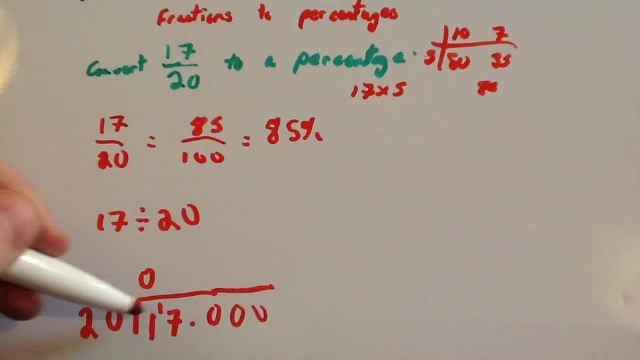 Fractions to percentages
Convert 17/20 to a percentage.
10 7
5 50 35
17 × 5 85
17/20 = 85/100 = 85%
17 ÷ 20
0
20 1 ¹7.000